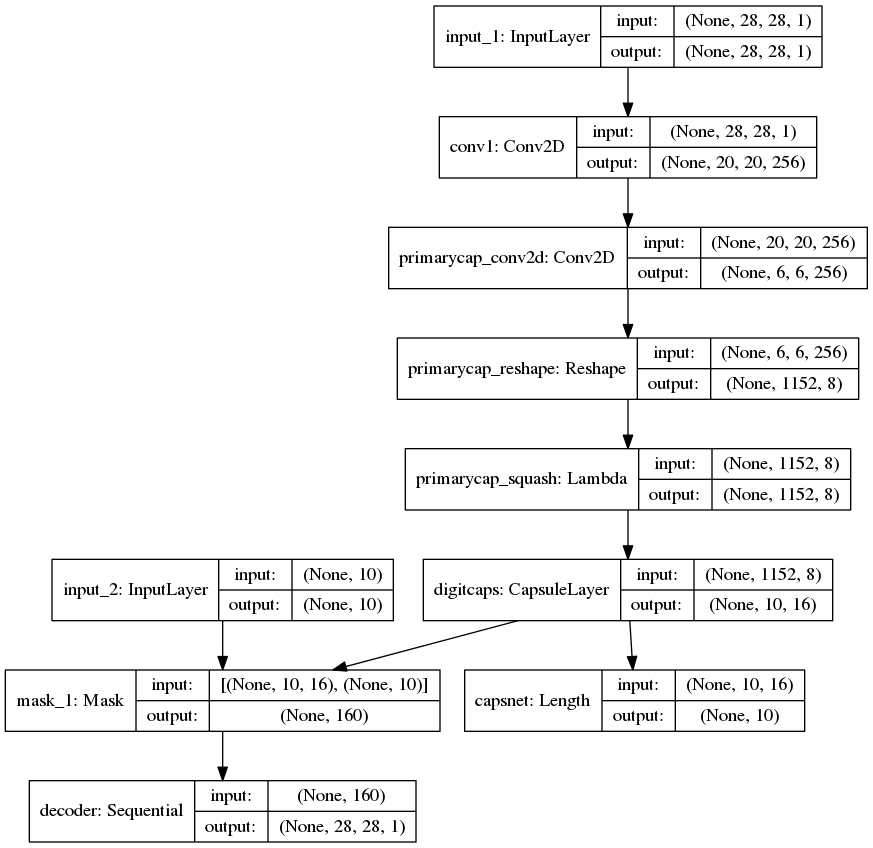 input_1: InputLayer
input: (None, 28, 28, 1)
output: (None, 28, 28, 1)
conv1: Conv2D
input: (None, 28, 28, 1)
output: (None, 20, 20, 256)
primarycap_conv2d: Conv2D
input: (None, 20, 20, 256)
output: (None, 6, 6, 256)
primarycap_reshape: Reshape
input: (None, 6, 6, 256)
output: (None, 1152, 8)
primarycap_squash: Lambda
input: (None, 1152, 8)
output: (None, 1152, 8)
input_2: InputLayer
input: (None, 10)
output: (None, 10)
digitcaps: CapsuleLayer
input: (None, 1152, 8)
output: (None, 10, 16)
mask_1: Mask
input: [(None, 10, 16), (None, 10)]
output: (None, 160)
capsnet: Length
input: (None, 10, 16)
output: (None, 10)
decoder: Sequential
input: (None, 160)
output: (None, 28, 28, 1)